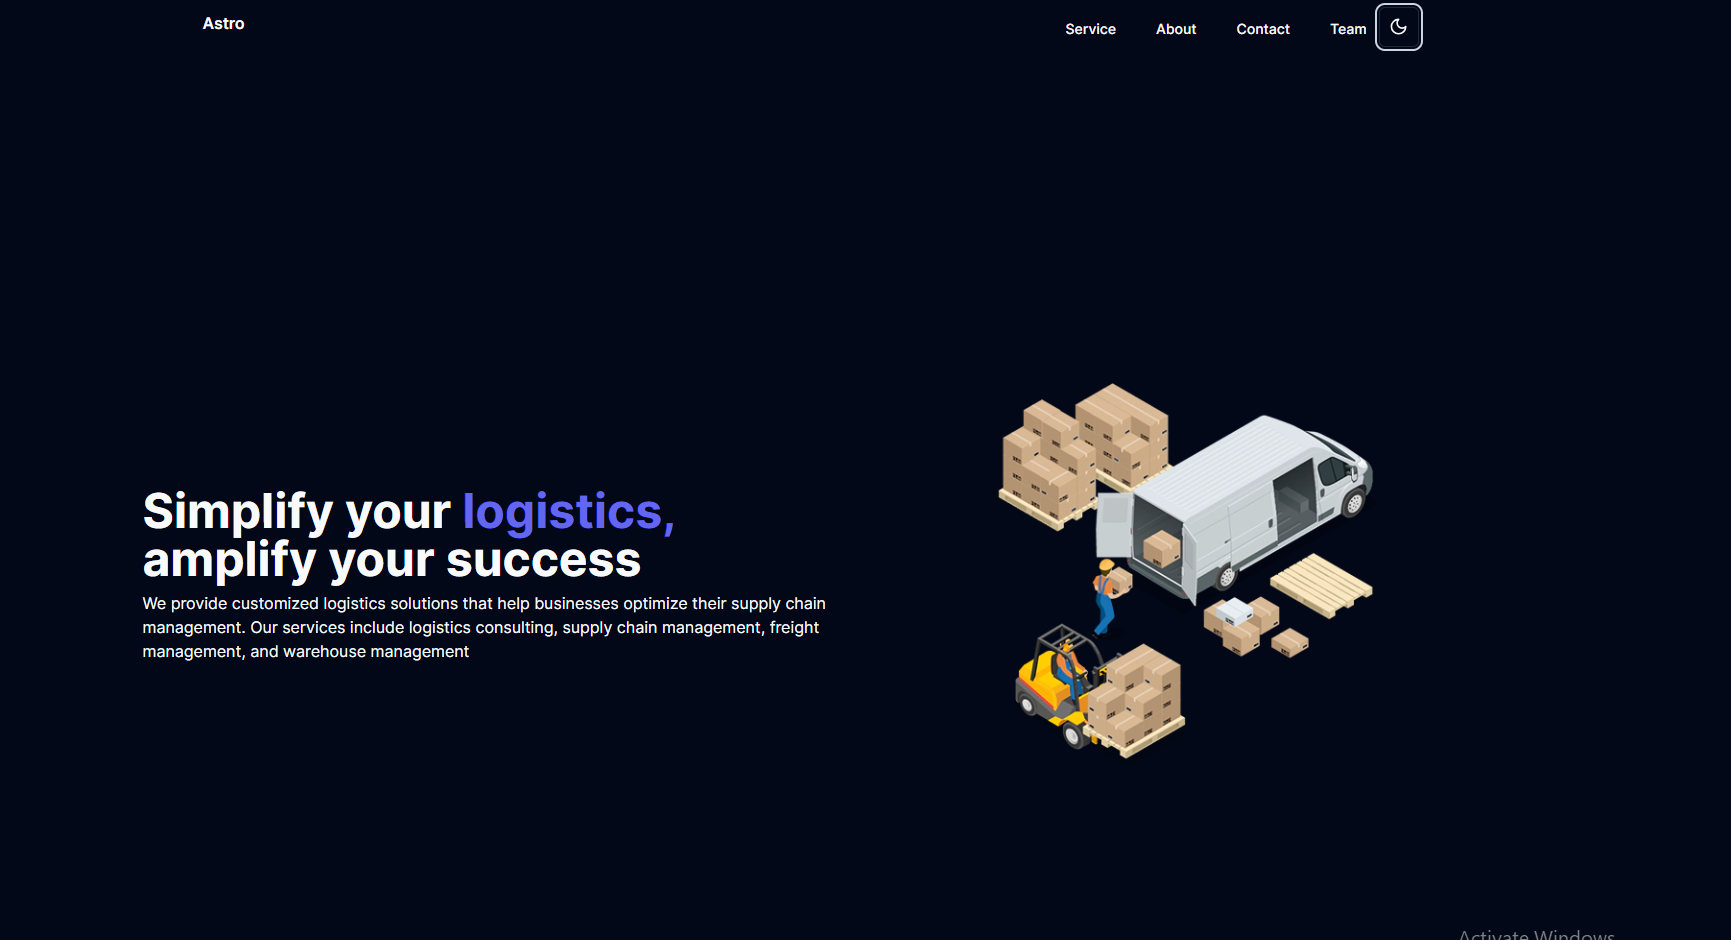 Astro
Service About Contact Team
Simplify your logistics,
amplify your success
We provide customized logistics solutions that help businesses optimize their supply chain
management. Our services include logistics consulting, supply chain management, freight
management, and warehouse management
Activate Windows